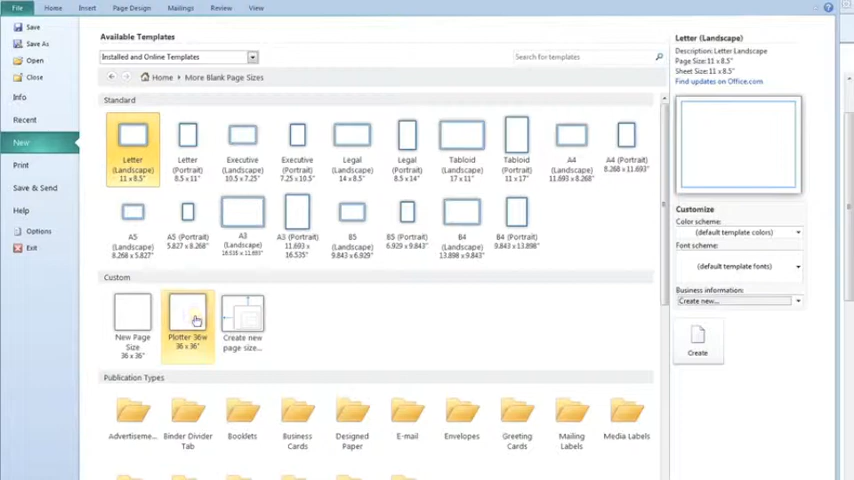 File Home Insert Page Design Mailings Review View
Save
Save As
Open
Close
Info
Recent
New
Print
Save & Send
Help
Options
Exit
Available Templates
Installed and Online Templates
Search for templates
Home
More Blank Page Sizes
Standard
Letter (Landscape) 11 x 8.5"
Letter (Portrait) 8.5 x 11"
Executive (Landscape) 10.5 x 7.25"
Executive (Portrait) 7.25 x 10.5"
Legal (Landscape) 14 x 8.5"
Legal (Portrait) 8.5 x 14"
Tabloid (Landscape) 17 x 11"
Tabloid (Portrait) 11 x 17"
A4 (Landscape) 11.693 x 8.268"
A4 (Portrait) 8.268 x 11.693"
A5 (Landscape) 8.268 x 5.827"
A5 (Portrait) 5.827 x 8.268"
A3 (Landscape) 16.535 x 11.693"
A3 (Portrait) 11.693 x 16.535"
B5 (Landscape) 9.843 x 6.929"
B5 (Portrait) 6.929 x 9.843"
B4 (Landscape) 13.898 x 9.843"
B4 (Portrait) 9.843 x 13.898"
Custom
New Page Size 36 x 36"
Plotter 36w 36 x 36"
Create new page size...
Publication Types
Advertiseme...
Binder Divider Tab
Booklets
Business Cards
Designed Paper
E-mail
Envelopes
Greeting Cards
Mailing Labels
Media Labels
Letter (Landscape)
Description: Letter Landscape
Page Size: 11 x 8.5"
Sheet Size: 11 x 8.5"
Find updates on Office.com
Customize
Color scheme:
(default template colors)
Font scheme:
(default template fonts)
Business information:
Create new...
Create